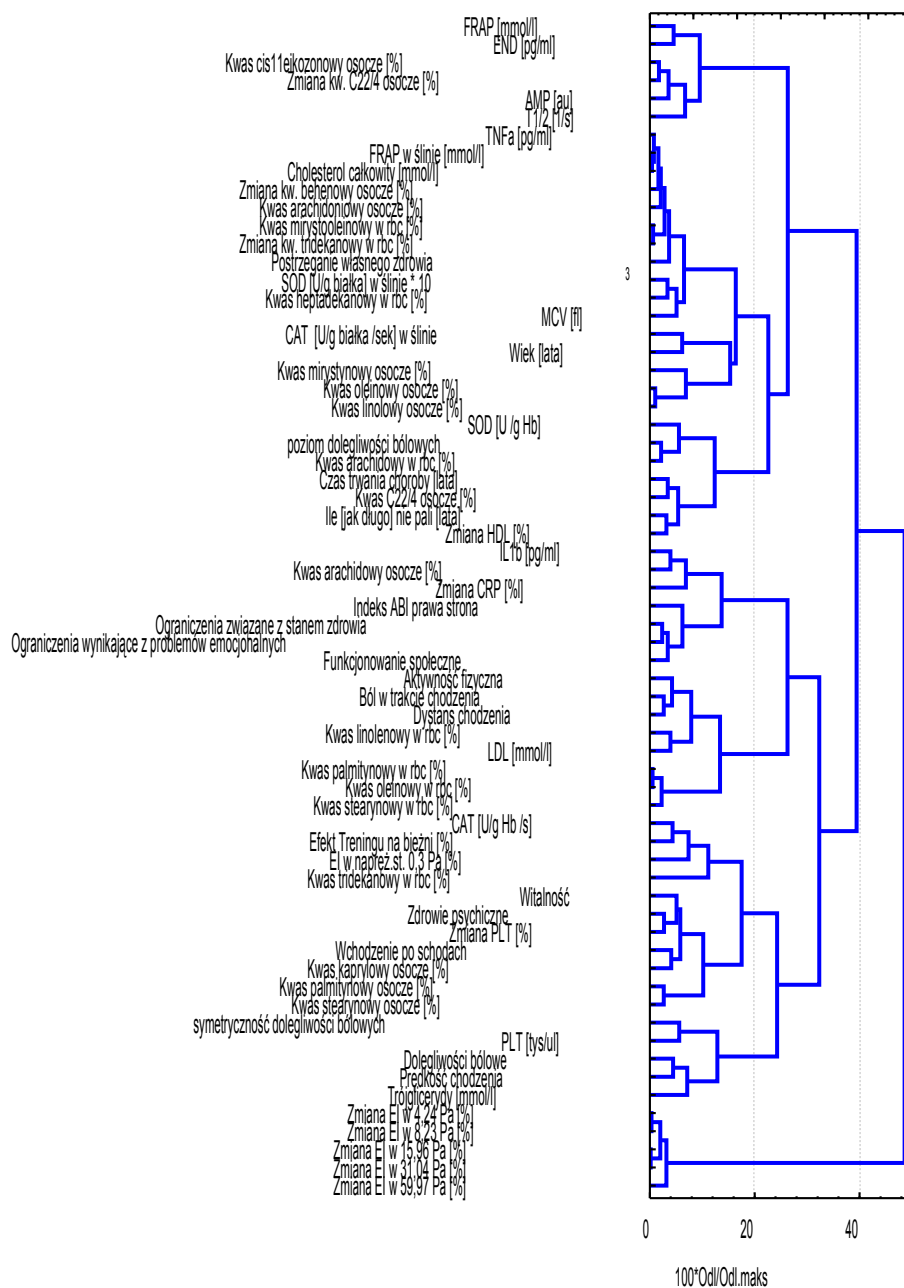 FRAP [mmol/l]
END [pg/ml]
Kwas cis11eikozonowy osocze [%]
Zmiana kw. C22/4 osocze [%]
AMP [au]
T1/2 [1/s]
TNFa [pg/ml]
FRAP w ślinie [mmol/l]
Cholesterol całkowity [mmol/l]
Zmiana kw. behenowy osocze [%]
Kwas arachidoniowy osocze [%]
Kwas mirystooleinowy w rbc [%]
Zmiana kw. tridekanowy w rbc [%]
Postrzeganie własnego zdrowia
3
SOD [U/g białka] w ślinie * 10
Kwas heptadekanowy w rbc [%]
MCV [fl]
CAT [U/g białka /sek] w ślinie
Wiek [lata]
Kwas mirystynowy osocze [%]
Kwas oleinowy osocze [%]
Kwas linolowy osocze [%]
SOD [U /g Hb]
poziom dolegliwości bólowych
Kwas arachidowy w rbc [%]
Czas trwania choroby [lata]
Kwas C22/4 osocze [%]
Ile [jak długo] nie pali [lata]
Zmiana HDL [%]
IL1b [pg/ml]
Kwas arachidowy osocze [%]
Zmiana CRP [%l]
Indeks ABI prawa strona
Ograniczenia związane z stanem zdrowia
Ograniczenia wynikające z problemów emocjonalnych
Funkcjonowanie społeczne
Aktywność fizyczna
Ból w trakcie chodzenia
Dystans chodzenia
Kwas linolenowy w rbc [%]
LDL [mmol/l]
Kwas palmitynowy w rbc [%]
Kwas oleinowy w rbc [%]
Kwas stearynowy w rbc [%]
CAT [U/g Hb /s]
Efekt Treningu na bieżni [%]
EI w napręż.st. 0,3 Pa [%]
Kwas tridekanowy w rbc [%]
Witalność
Zdrowie psychiczne
Zmiana PLT [%]
Wchodzenie po schodach
Kwas kaprylowy osocze [%]
Kwas palmitynowy osocze [%]
Kwas stearynowy osocze [%]
symetryczność dolegliwości bólowych
PLT [tys/ul]
Dolegliwości bólowe
Prędkość chodzenia
Trójglicerydy [mmol/l]
Zmiana EI w 4,24 Pa [%]
Zmiana EI w 8,23 Pa [%]
Zmiana EI w 15,96 Pa [%]
Zmiana EI w 31,04 Pa [%]
Zmiana EI w 59,97 Pa [%]
0 20 40
100*Odl/Odl.maks